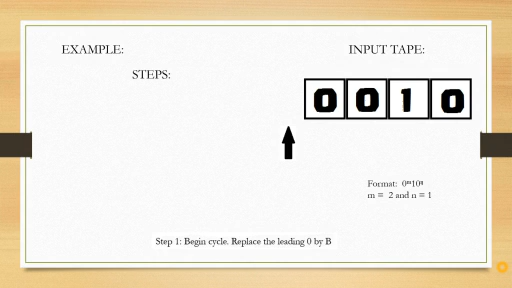 EXAMPLE:
INPUT TAPE:
STEPS:
0 0 1 0
Format: 0ᵐ10ⁿ
m = 2 and n = 1
Step 1: Begin cycle. Replace the leading 0 by B